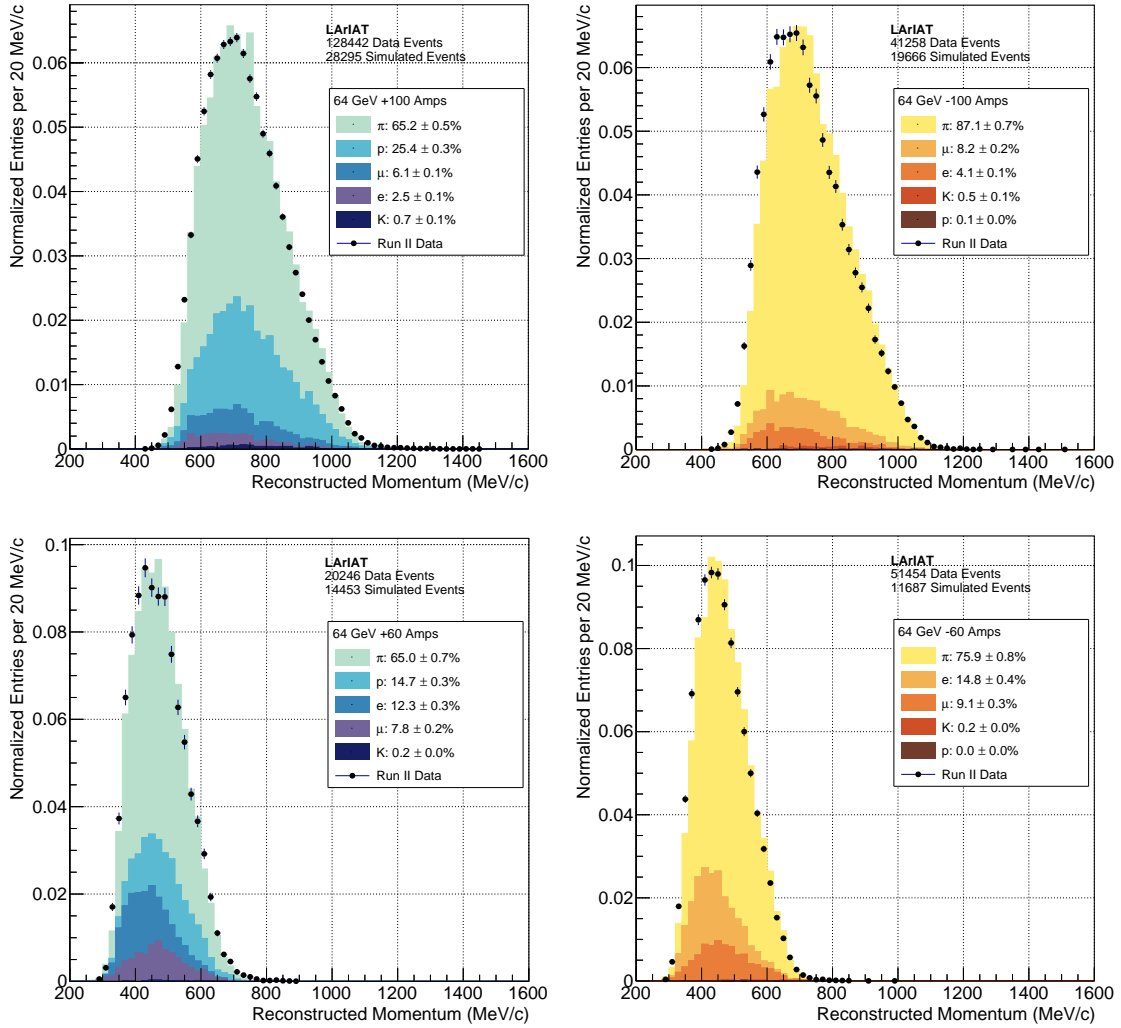 LArIAT
128442 Data Events
28295 Simulated Events
64 GeV +100 Amps
π: 65.2 ± 0.5%
p: 25.4 ± 0.3%
μ: 6.1 ± 0.1%
e: 2.5 ± 0.1%
K: 0.7 ± 0.1%
Run II Data
Normalized Entries per 20 MeV/c
0.06
0.05
0.04
0.03
0.02
0.01
0
200 400 600 800 1000 1200 1400 1600
Reconstructed Momentum (MeV/c)
LArIAT
41258 Data Events
19666 Simulated Events
64 GeV -100 Amps
π: 87.1 ± 0.7%
μ: 8.2 ± 0.2%
e: 4.1 ± 0.1%
K: 0.5 ± 0.1%
p: 0.1 ± 0.0%
Run II Data
Normalized Entries per 20 MeV/c
0.06
0.05
0.04
0.03
0.02
0.01
0
200 400 600 800 1000 1200 1400 1600
Reconstructed Momentum (MeV/c)
LArIAT
20246 Data Events
14453 Simulated Events
64 GeV +60 Amps
π: 65.0 ± 0.7%
p: 14.7 ± 0.3%
e: 12.3 ± 0.3%
μ: 7.8 ± 0.2%
K: 0.2 ± 0.0%
Run II Data
Normalized Entries per 20 MeV/c
0.1
0.08
0.06
0.04
0.02
0
200 400 600 800 1000 1200 1400 1600
Reconstructed Momentum (MeV/c)
LArIAT
51454 Data Events
11687 Simulated Events
64 GeV -60 Amps
π: 75.9 ± 0.8%
e: 14.8 ± 0.4%
μ: 9.1 ± 0.3%
K: 0.2 ± 0.0%
p: 0.0 ± 0.0%
Run II Data
Normalized Entries per 20 MeV/c
0.1
0.08
0.06
0.04
0.02
0
200 400 600 800 1000 1200 1400 1600
Reconstructed Momentum (MeV/c)